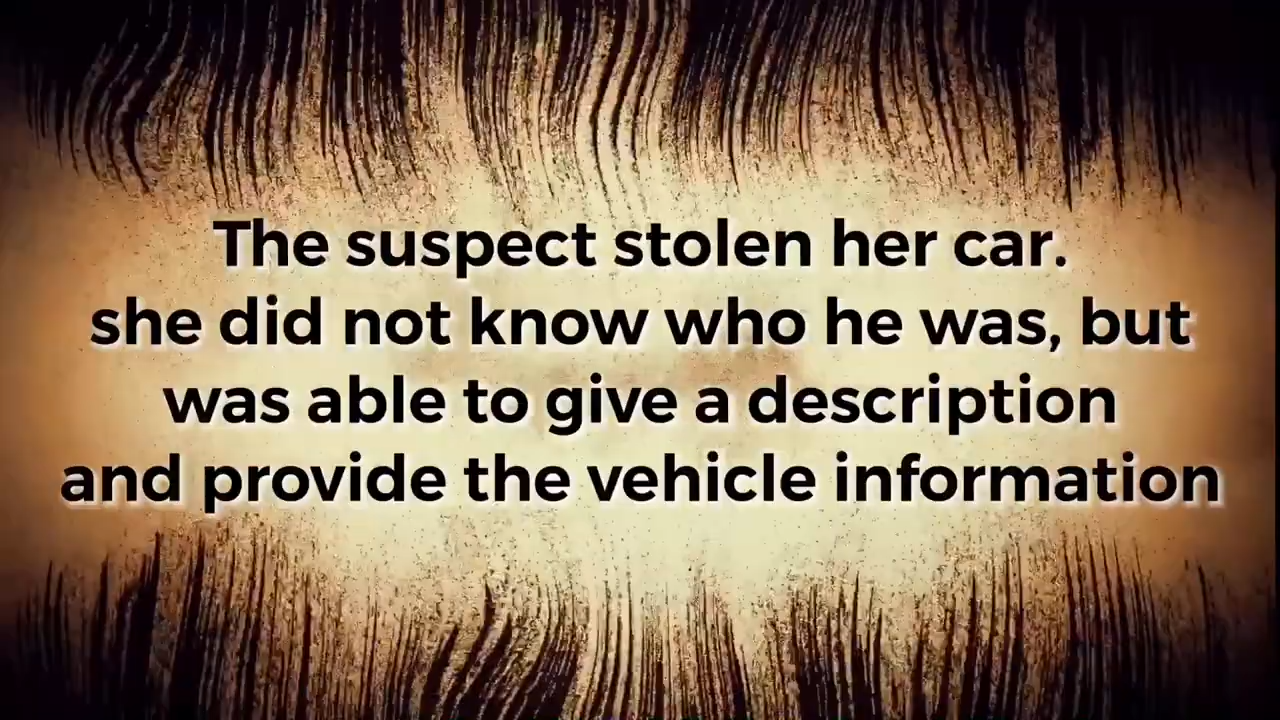 The suspect stolen her car.
she did not know who he was, but
was able to give a description
and provide the vehicle information